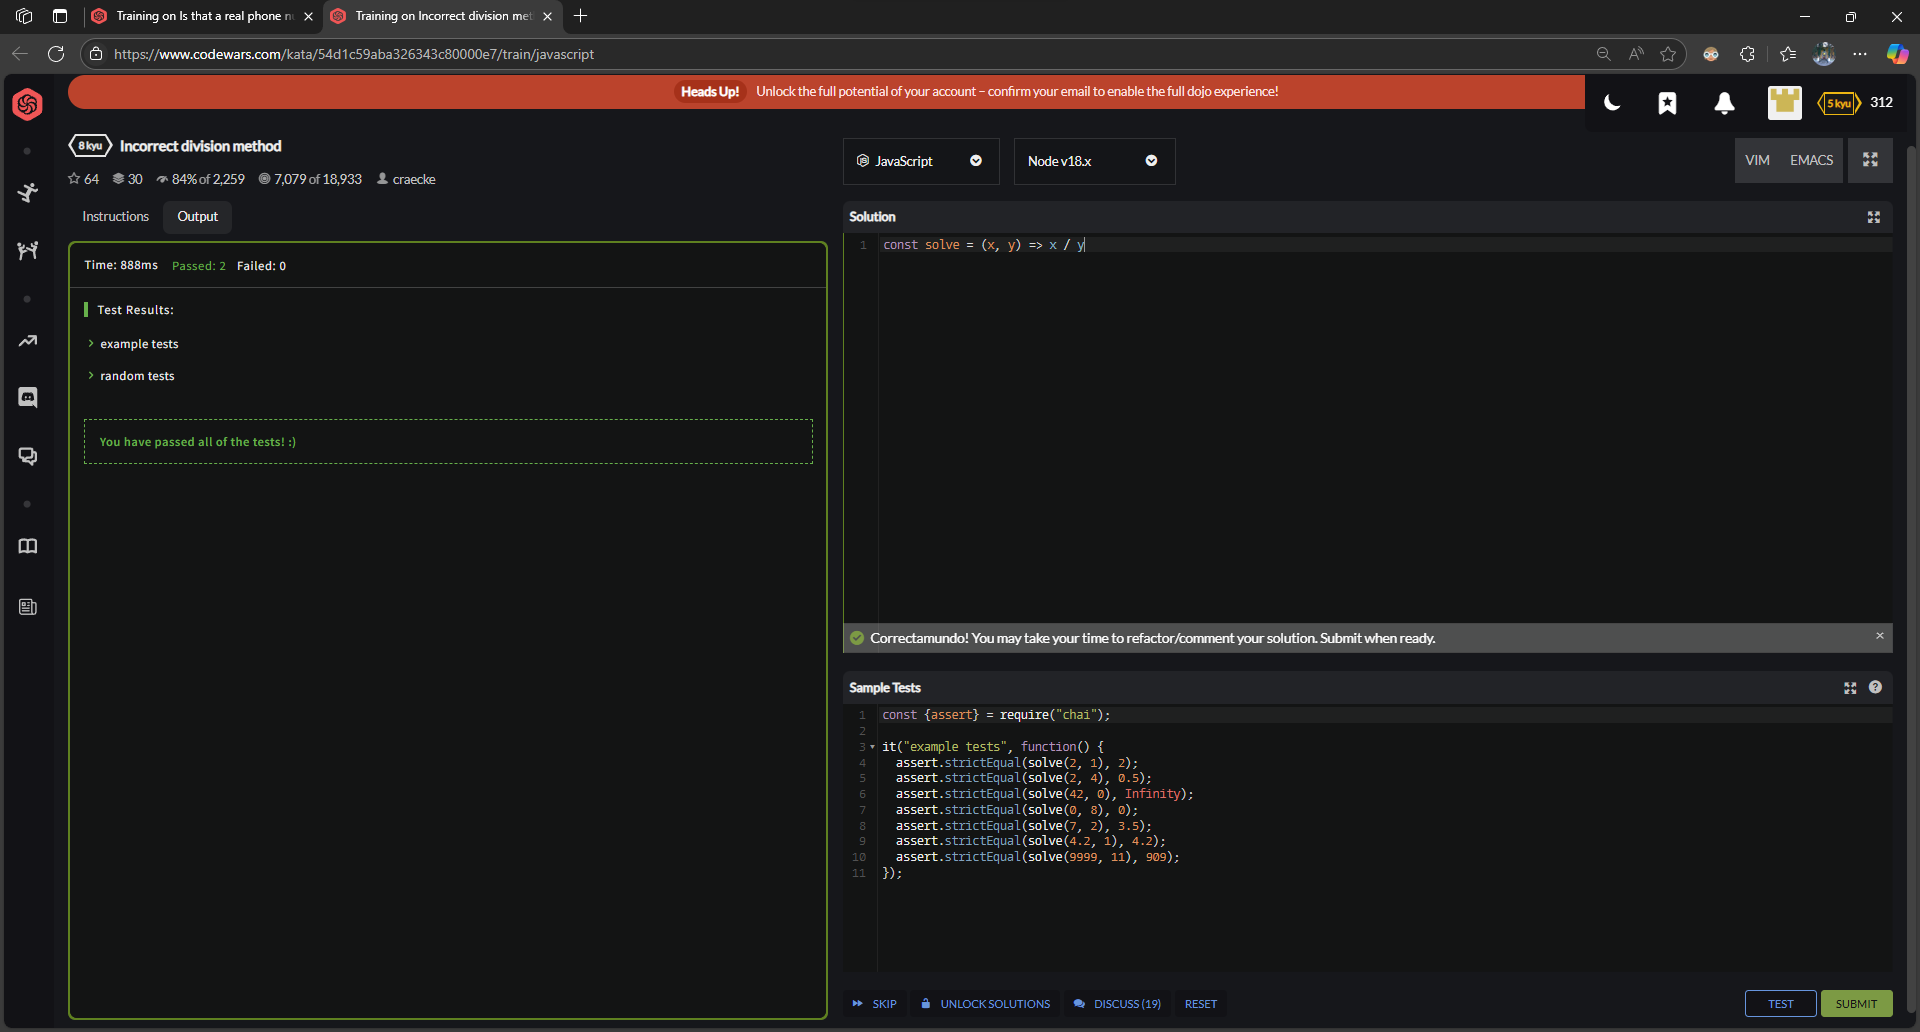 Training on Is that a real phone n
Training on Incorrect division met
https://www.codewars.com/kata/54d1c59aba326343c80000e7/train/javascript
Heads Up! Unlock the full potential of your account – confirm your email to enable the full dojo experience!
5 kyu 312
8 kyu Incorrect division method
64 30 84% of 2,259 7,079 of 18,933 craecke
JavaScript
Node v18.x
VIM EMACS
Instructions Output
Time: 888ms Passed: 2 Failed: 0
Test Results:
example tests
random tests
You have passed all of the tests! :)
Solution
1 const solve = (x, y) => x / y
Correctamundo! You may take your time to refactor/comment your solution. Submit when ready.
Sample Tests
1 const {assert} = require("chai");
2
3 it("example tests", function() {
4 assert.strictEqual(solve(2, 1), 2);
5 assert.strictEqual(solve(2, 4), 0.5);
6 assert.strictEqual(solve(42, 0), Infinity);
7 assert.strictEqual(solve(0, 8), 0);
8 assert.strictEqual(solve(7, 2), 3.5);
9 assert.strictEqual(solve(4.2, 1), 4.2);
10 assert.strictEqual(solve(9999, 11), 909);
11 });
SKIP UNLOCK SOLUTIONS DISCUSS (19) RESET
TEST SUBMIT